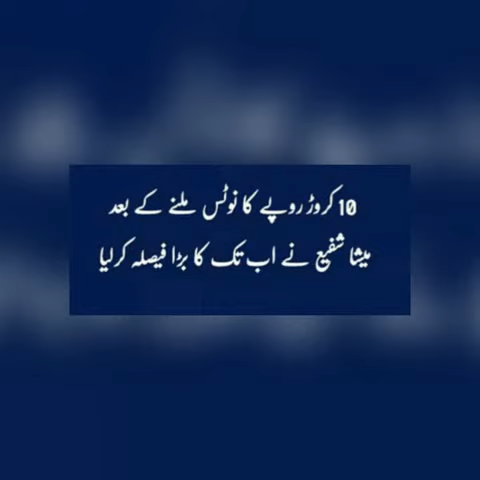 10 کروڑ روپے کا نوٹس ملنے کے بعد
میشا شفیع نے اب تک کا بڑا فیصلہ کرلیا